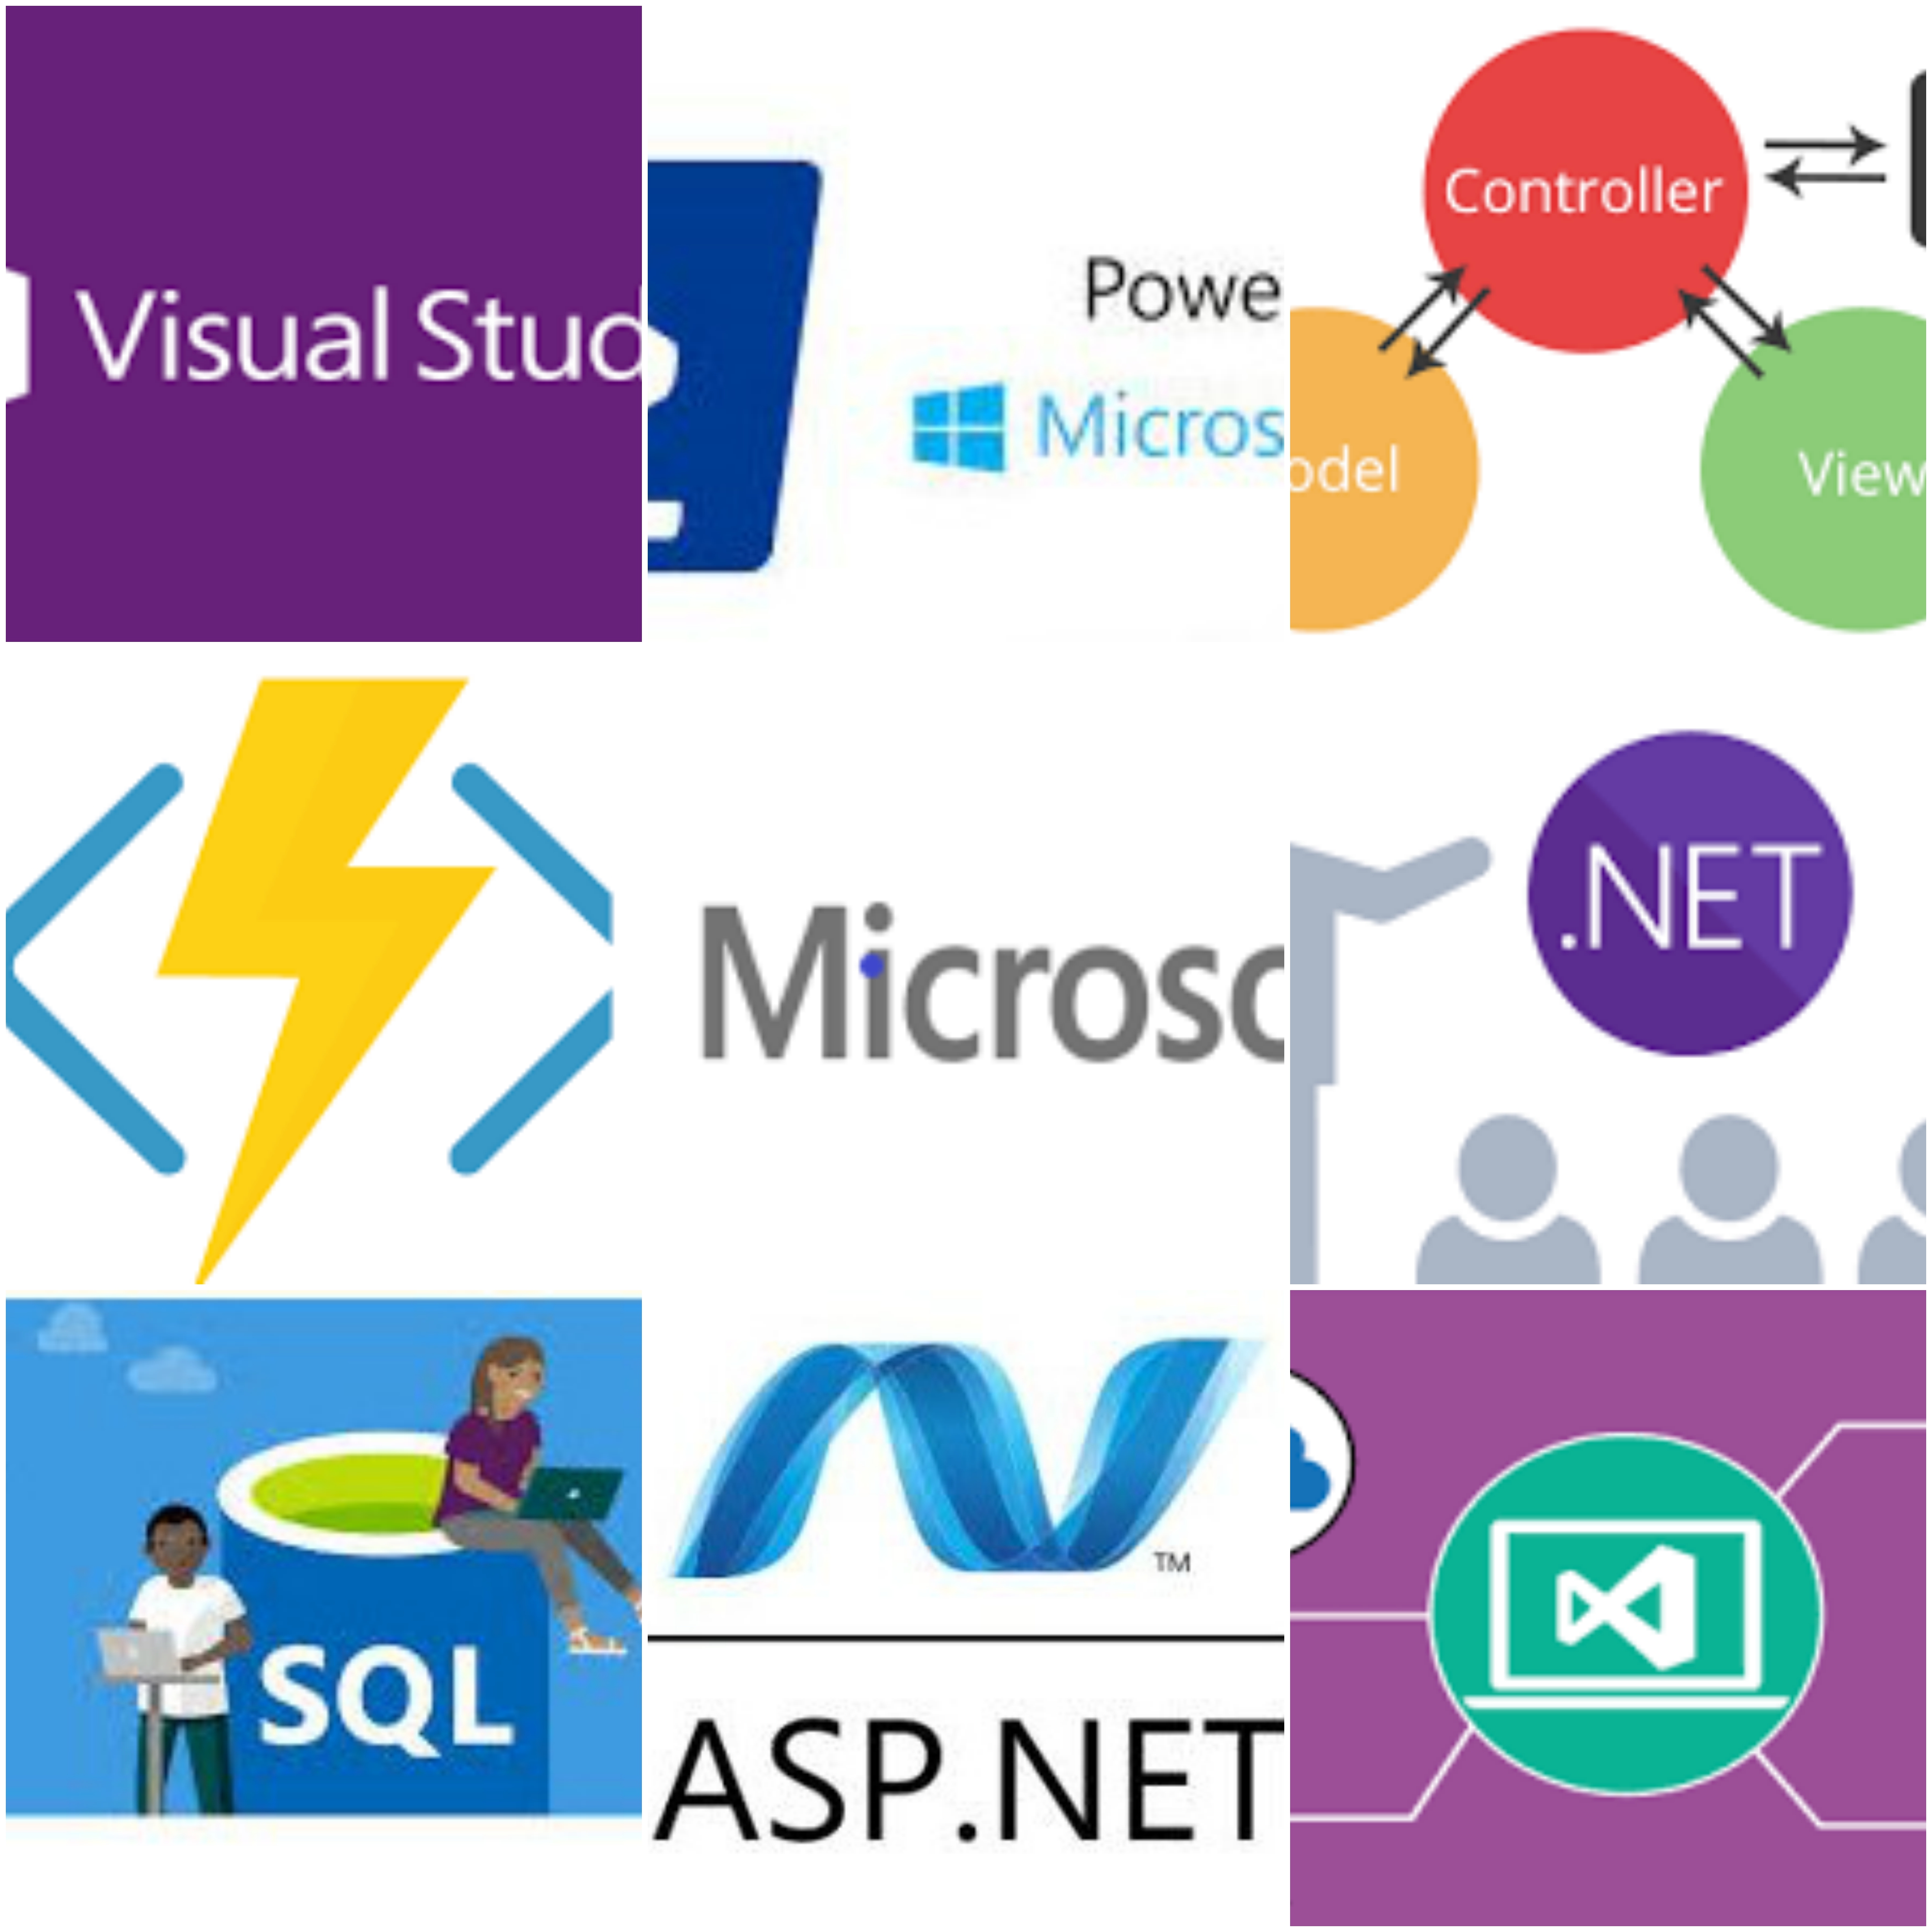 Visual Stud
Powe
Micros
Controller
odel
View
Microsc
.NET
SQL
TM
ASP.NET